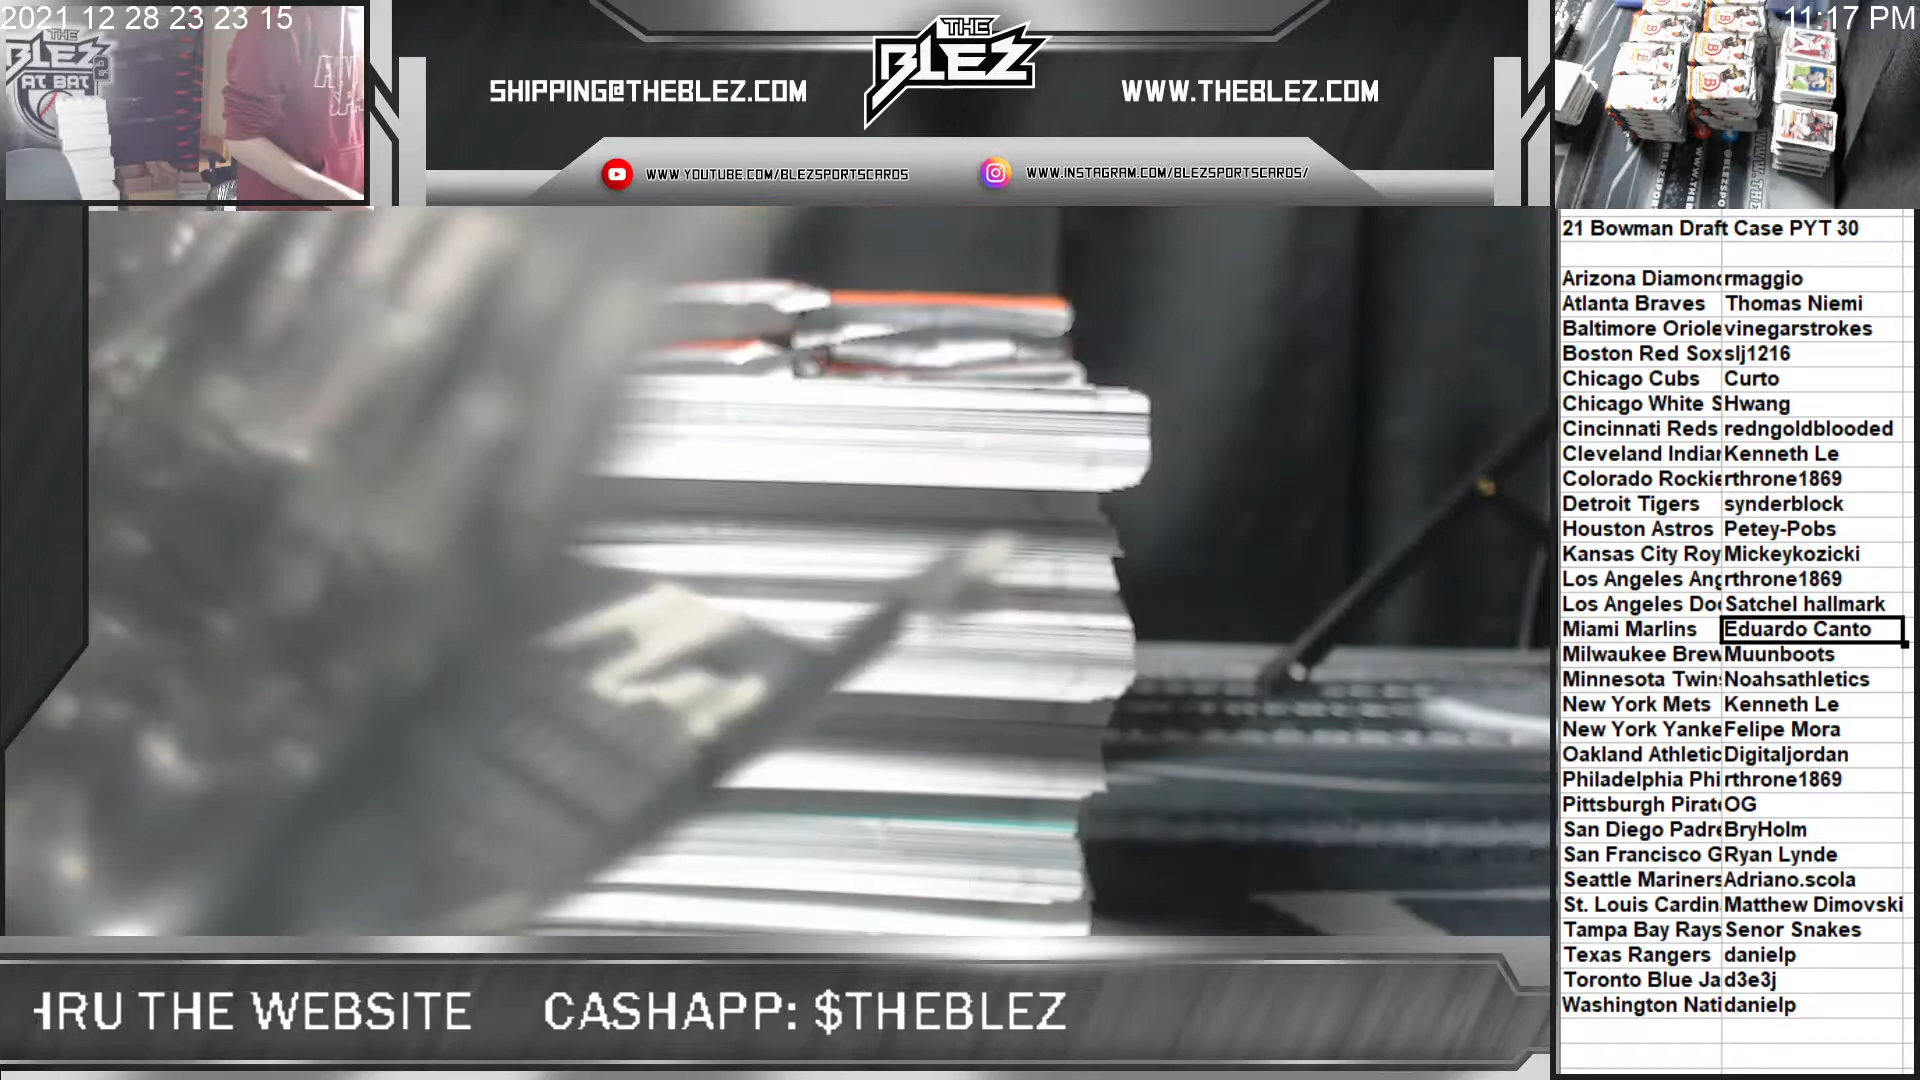 2021 12 28 23 23 15
THE
BLEZ
AT BAT
THE
BLEZ
SHIPPING@THEBLEZ.COM
WWW.THEBLEZ.COM
WWW.YOUTUBE.COM/BLEZSPORTSCARDS
WWW.INSTAGRAM.COM/BLEZSPORTSCARDS/
11:17 PM
21 Bowman Draft Case PYT 30
Arizona Diamond rmaggio
Atlanta Braves Thomas Niemi
Baltimore Oriole vinegarstrokes
Boston Red Sox slj1216
Chicago Cubs Curto
Chicago White S Hwang
Cincinnati Reds redngoldblooded
Cleveland Indian Kenneth Le
Colorado Rockie rthrone1869
Detroit Tigers synderblock
Houston Astros Petey-Pobs
Kansas City Roy Mickeykozicki
Los Angeles Ang rthrone1869
Los Angeles Dod Satchel hallmark
Miami Marlins Eduardo Canto
Milwaukee Brew Muunboots
Minnesota Twins Noahsathletics
New York Mets Kenneth Le
New York Yanke Felipe Mora
Oakland Athletic Digitaljordan
Philadelphia Phi rthrone1869
Pittsburgh Pirat OG
San Diego Padre BryHolm
San Francisco G Ryan Lynde
Seattle Mariners Adriano.scola
St. Louis Cardin Matthew Dimovski
Tampa Bay Rays Senor Snakes
Texas Rangers danielp
Toronto Blue Ja d3e3j
Washington Nati danielp
HRU THE WEBSITE CASHAPP: $THEBLEZ